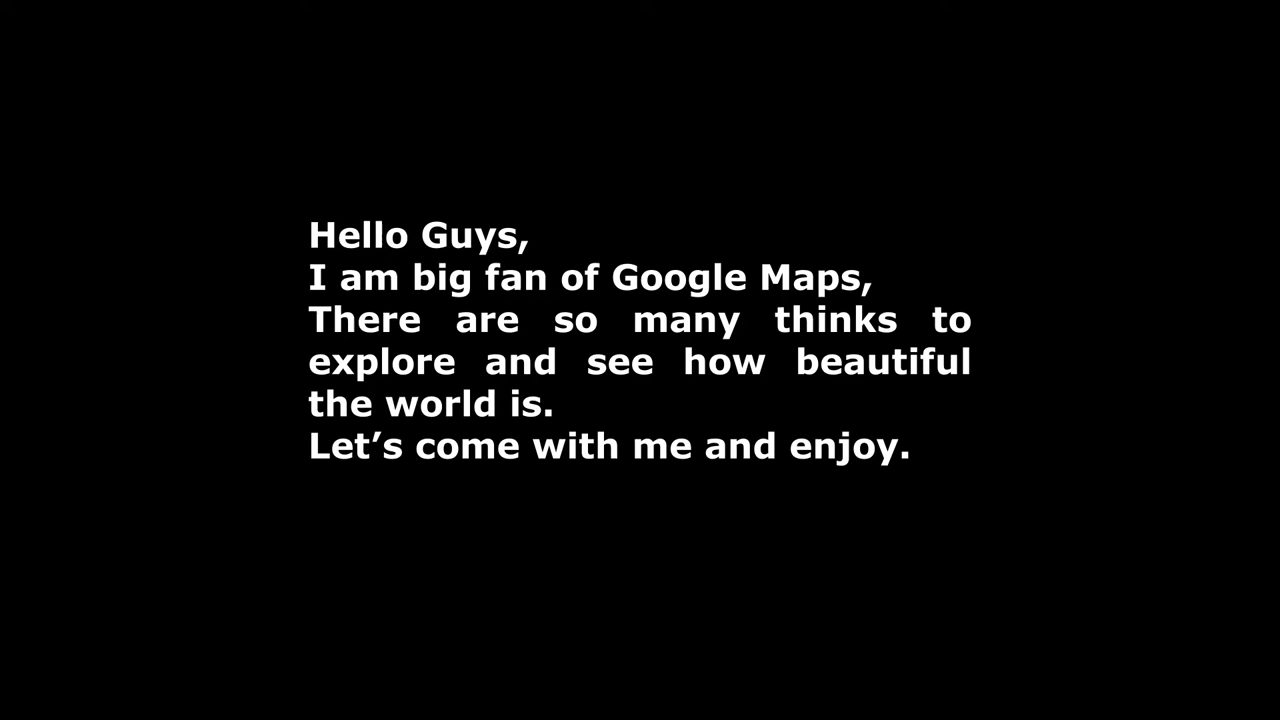 Hello Guys,
I am big fan of Google Maps,
There are so many thinks to
explore and see how beautiful
the world is.
Let’s come with me and enjoy.